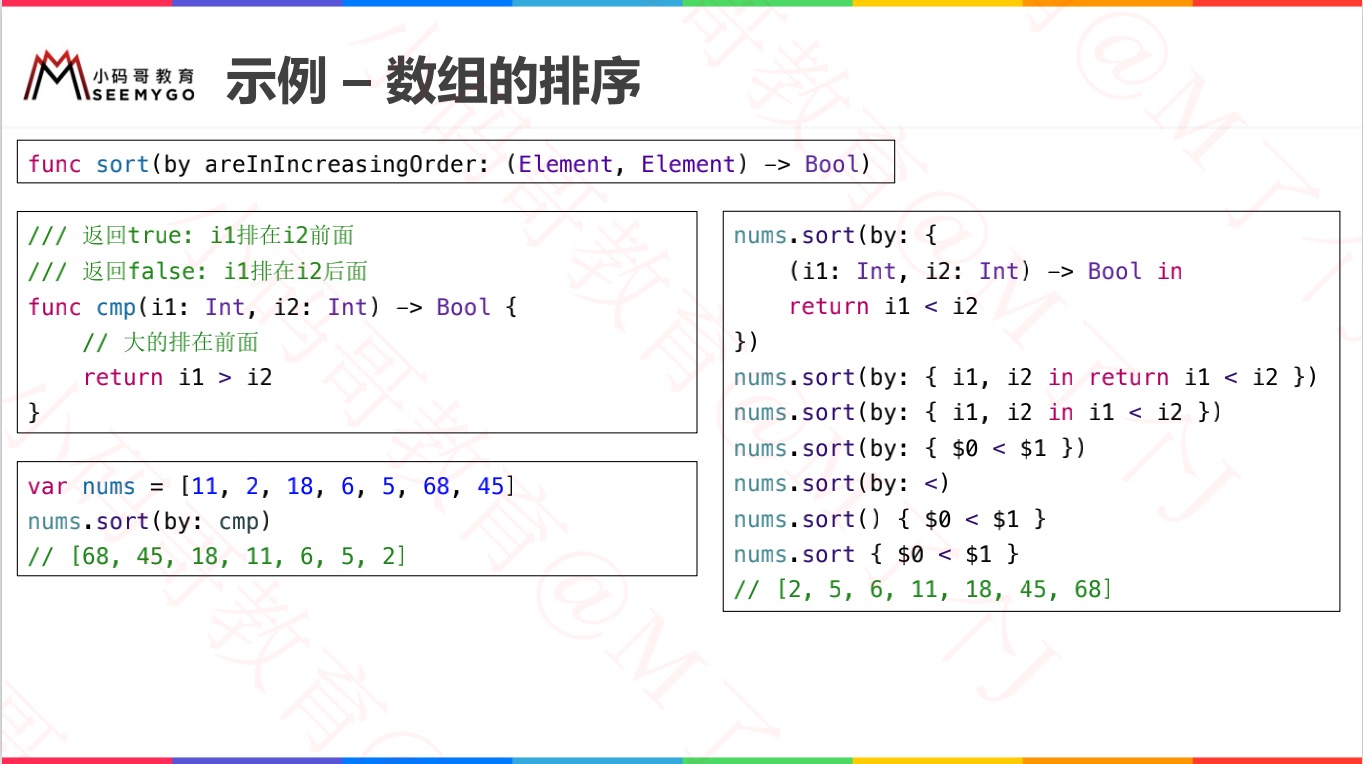 小码哥教育
SEEMYGO
示例 – 数组的排序
func sort(by areInIncreasingOrder: (Element, Element) -> Bool)
/// 返回true: i1排在i2前面
/// 返回false: i1排在i2后面
func cmp(i1: Int, i2: Int) -> Bool {
    // 大的排在前面
    return i1 > i2
}
var nums = [11, 2, 18, 6, 5, 68, 45]
nums.sort(by: cmp)
// [68, 45, 18, 11, 6, 5, 2]
nums.sort(by: {
    (i1: Int, i2: Int) -> Bool in
    return i1 < i2
})
nums.sort(by: { i1, i2 in return i1 < i2 })
nums.sort(by: { i1, i2 in i1 < i2 })
nums.sort(by: { $0 < $1 })
nums.sort(by: <)
nums.sort() { $0 < $1 }
nums.sort { $0 < $1 }
// [2, 5, 6, 11, 18, 45, 68]
小码哥教育@M了个J